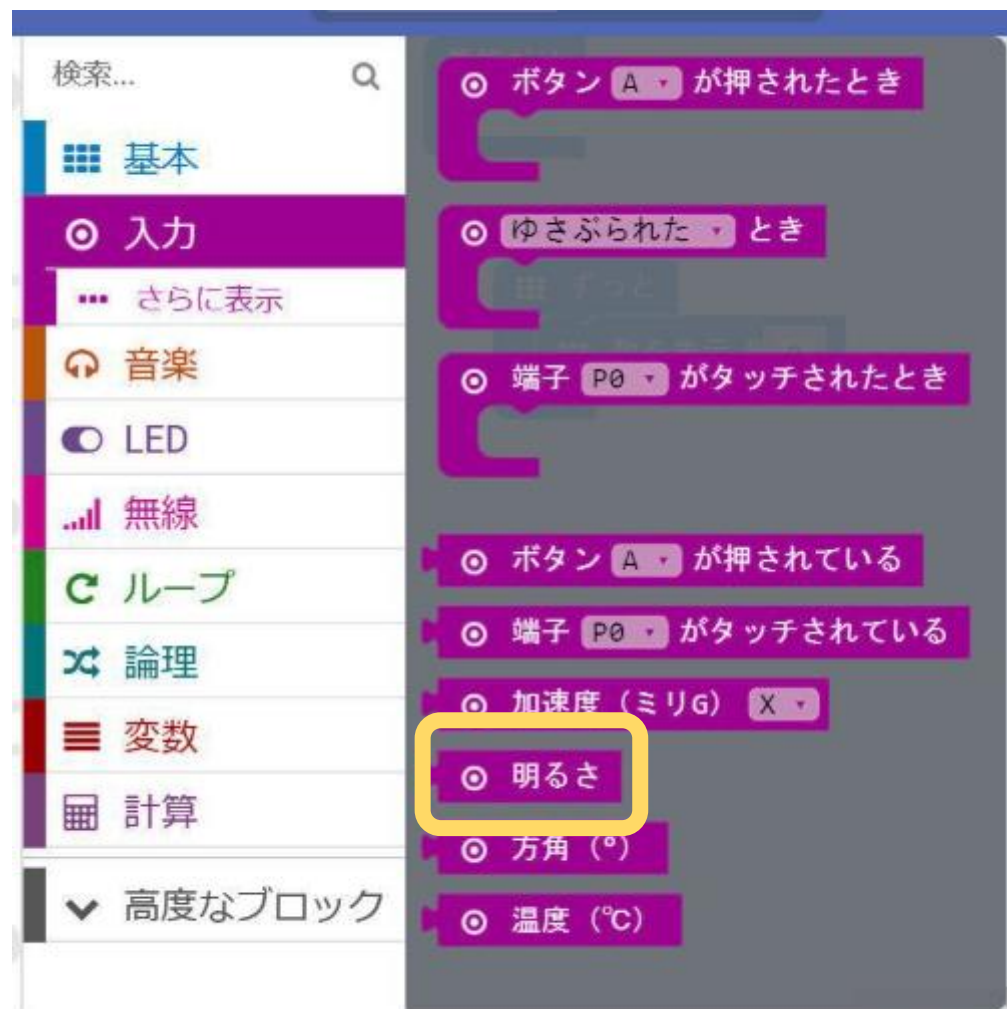 検索...
基本
入力
さらに表示
音楽
LED
無線
ループ
論理
変数
計算
高度なブロック
ボタン A が押されたとき
ゆさぶられた とき
ずっと
端子 P0 がタッチされたとき
ボタン A が押されている
端子 P0 がタッチされている
加速度(ミリG) X
明るさ
方角(°)
温度(℃)